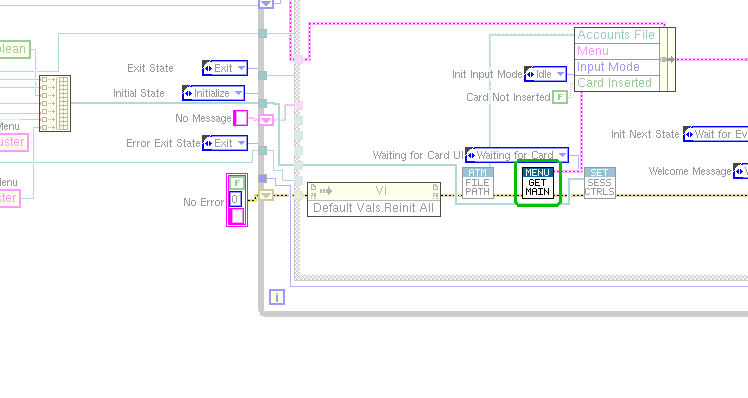 Accounts File
Menu
Input Mode
Card Inserted
olean
Exit State
Exit
Init Input Mode
Idle
Initial State
Initialize
Card Not Inserted
F
No Message
Menu
uster
Error Exit State
Exit
Init Next State
Wait for Ev
Waiting for Card UI
Waiting for Card
ATM
FILE
PATH
MENU
GET
MAIN
SET
SESS
CTRLS
Welcome Message
Menu
ster
No Error
F
0
VI
Default Vals.Reinit All
i